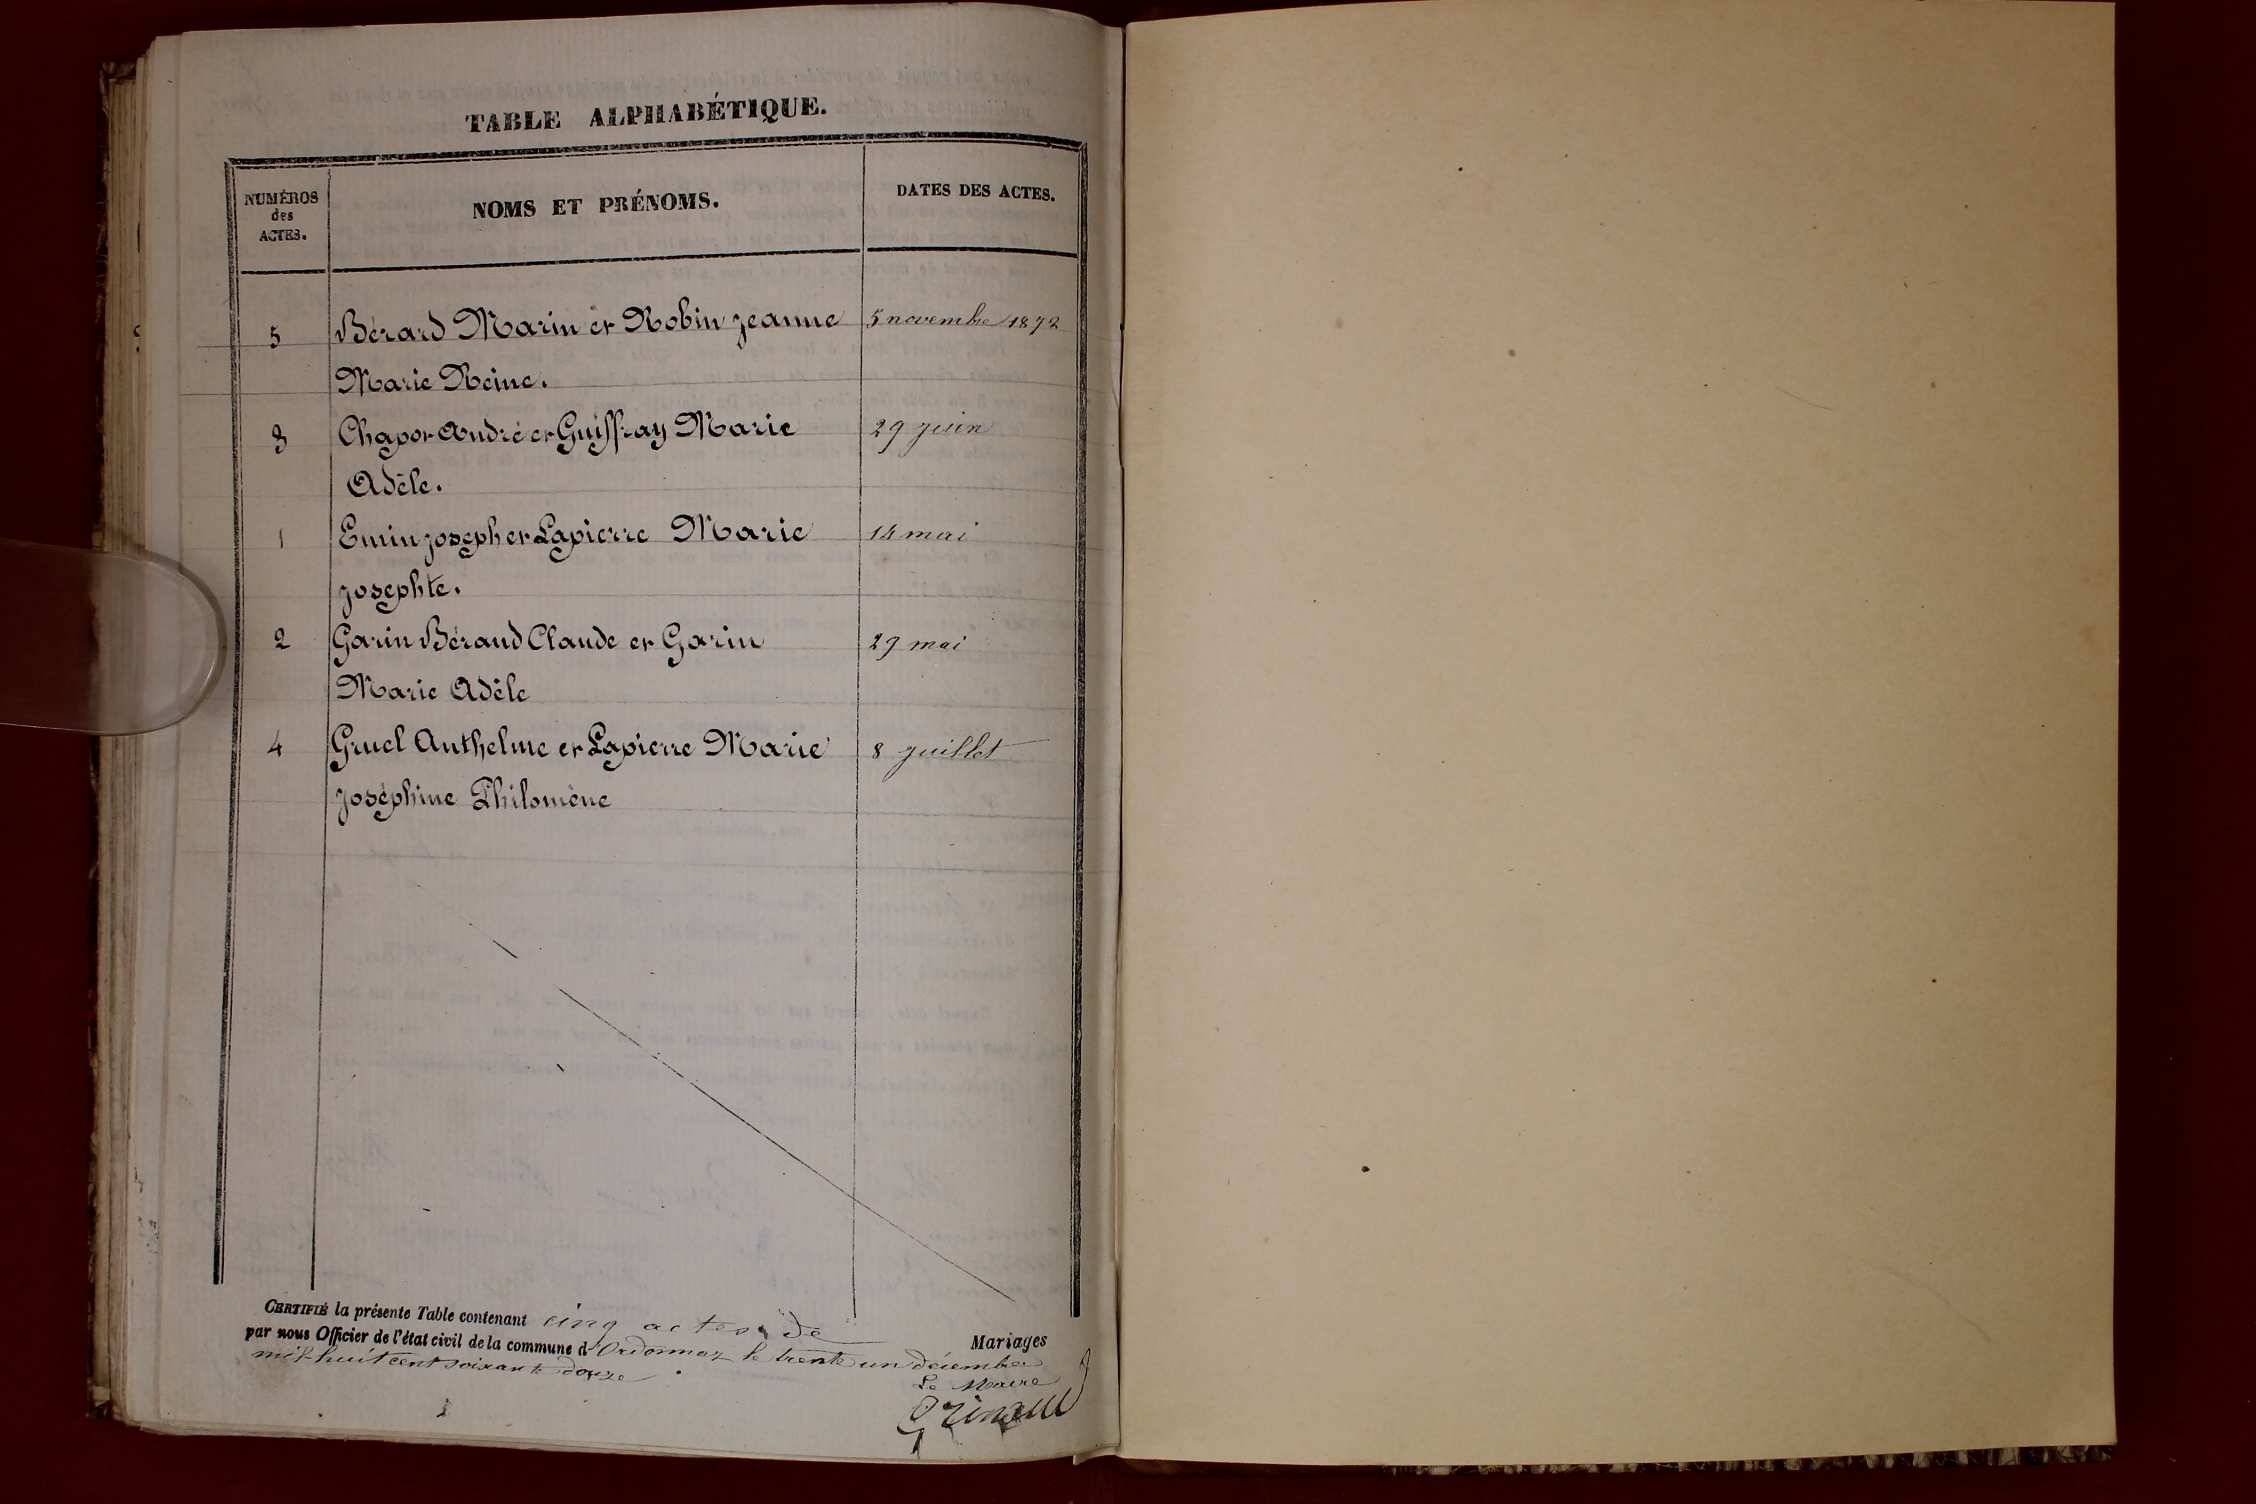 TABLE ALPHABÉTIQUE.
NUMÉROS
des
ACTES.
NOMS ET PRÉNOMS.
DATES DES ACTES.
5 Bérard Marin et Robin Jeanne 5 novembre 1872
Marie Reine.
3 Chapot André et Guiffray Marie 29 juin
Adèle.
1 Emin Joseph et Lapierre Marie 14 mai
Josephte.
2 Garin Béraud Claude et Garin 29 mai
Marie Adèle
4 Gruel Anthelme et Lapierre Marie 8 juillet
Joséphine Philomène
CERTIFIÉ la présente Table contenant cinq actes de Mariages
par nous Officier de l'état civil de la commune d'Ordonnaz le trente un décembre
mil huit cent soixante douze
Le Maire